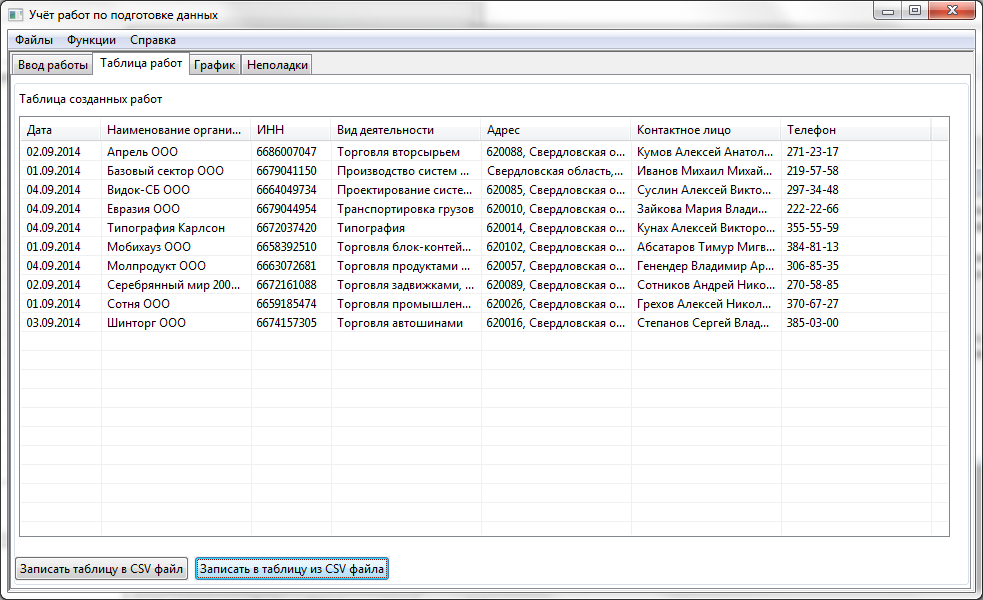 Учёт работ по подготовке данных
Файлы Функции Справка
Ввод работы Таблица работ График Неполадки
Таблица созданных работ
Дата Наименование органи... ИНН Вид деятельности Адрес Контактное лицо Телефон
02.09.2014 Апрель ООО 6686007047 Торговля вторсырьем 620088, Свердловская о... Кумов Алексей Анатол... 271-23-17
01.09.2014 Базовый сектор ООО 6679041150 Производство систем ... Свердловская область,... Иванов Михаил Михай... 219-57-58
04.09.2014 Видок-СБ ООО 6664049734 Проектирование систе... 620085, Свердловская о... Суслин Алексей Викто... 297-34-48
04.09.2014 Евразия ООО 6679044954 Транспортировка грузов 620010, Свердловская о... Зайкова Мария Влади... 222-22-66
04.09.2014 Типография Карлсон 6672037420 Типография 620014, Свердловская о... Кунах Алексей Викторо... 355-55-59
01.09.2014 Мобихауз ООО 6658392510 Торговля блок-контей... 620102, Свердловская о... Абсатаров Тимур Мигв... 384-81-13
04.09.2014 Молпродукт ООО 6663072681 Торговля продуктами ... 620057, Свердловская о... Генендер Владимир Ар... 306-85-35
02.09.2014 Серебрянный мир 200... 6672161088 Торговля задвижками, ... 620089, Свердловская о... Сотников Андрей Нико... 270-58-85
01.09.2014 Сотня ООО 6659185474 Торговля промышлен... 620026, Свердловская о... Грехов Алексей Никол... 370-67-27
03.09.2014 Шинторг ООО 6674157305 Торговля автошинами 620016, Свердловская о... Степанов Сергей Влад... 385-03-00
Записать таблицу в CSV файл Записать в таблицу из CSV файла